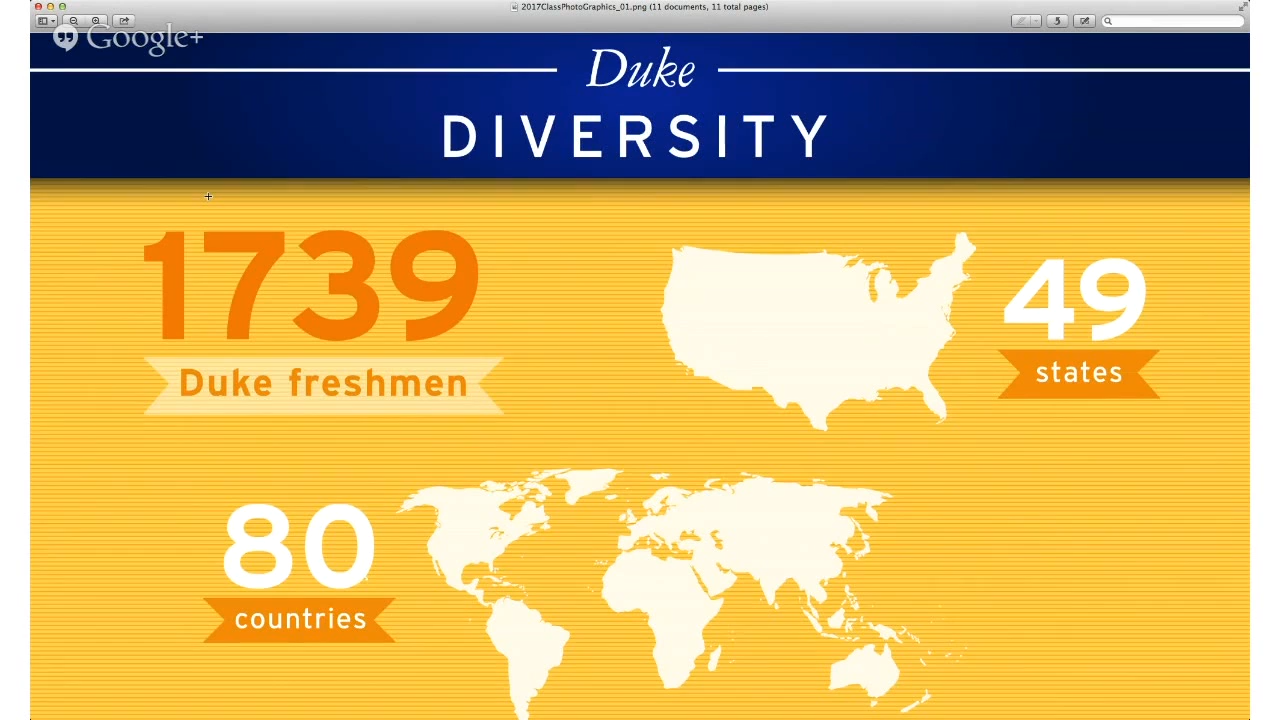 2017ClassPhotoGraphics_01.png (11 documents, 11 total pages)
Google+
Duke
DIVERSITY
1739
Duke freshmen
49
states
80
countries